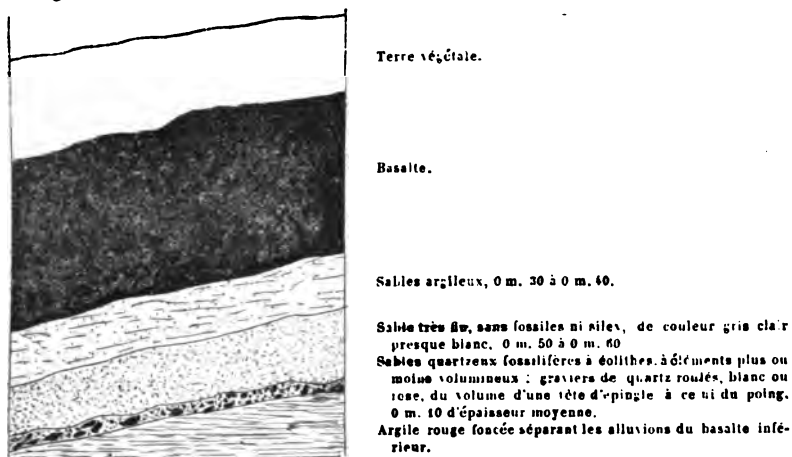 Terre végétale.
Basalte.
Sables argileux, 0 m. 30 à 0 m. 40.
Sable très fin, sans fossiles ni silex, de couleur gris clair
presque blanc, 0 m. 50 à 0 m. 60
Sables quartzeux fossilifères à éolithes, à éléments plus ou
moins volumineux : graviers de quartz roulés, blanc ou
rose, du volume d'une tête d'épingle à ce ui du poing.
0 m. 10 d'épaisseur moyenne.
Argile rouge foncée séparant les alluvions du basalte infé-
rieur.